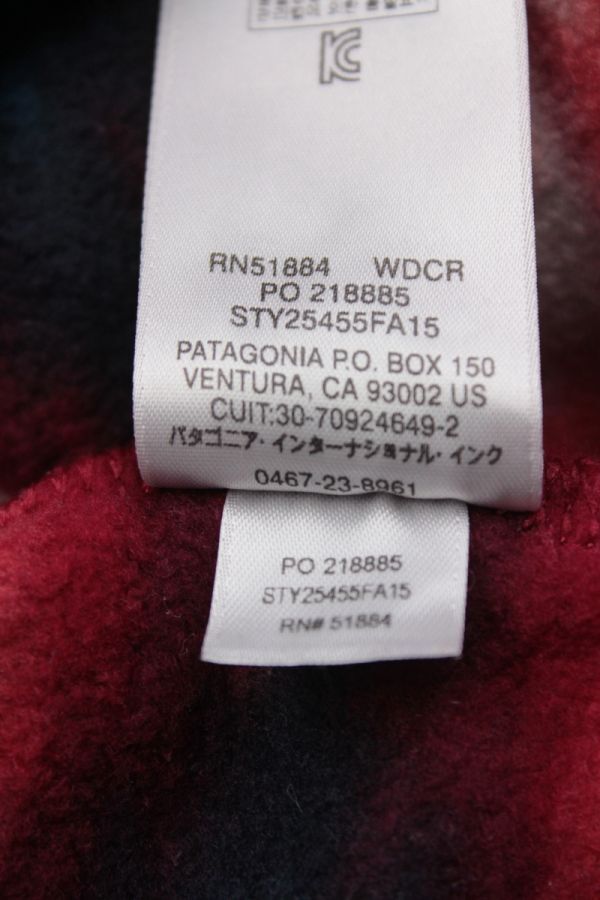 RN51884 WDCR
PO 218885
STY25455FA15
PATAGONIA P.O. BOX 150
VENTURA, CA 93002 US
CUIT:30-70924649-2
パタゴニア・インターナショナル・インク
0467-23-8961
PO 218885
STY25455FA15
RN# 51884